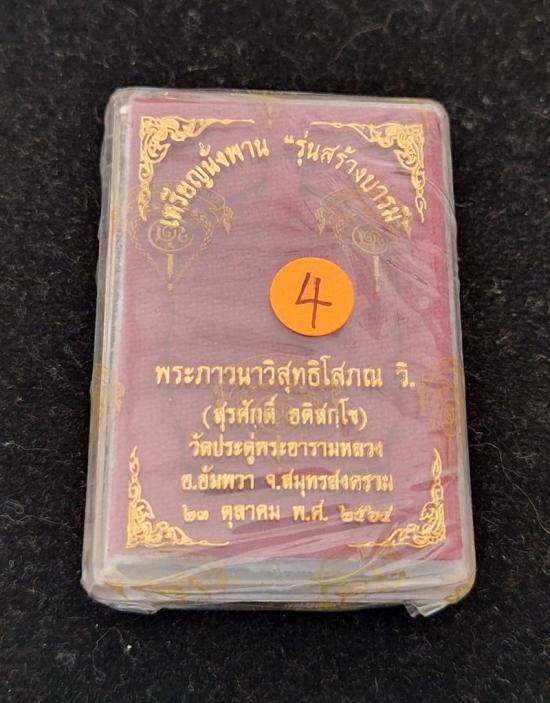 เหรียญนั่งพาน "รุ่นสร้างบารมี"
4
พระภาวนาวิสุทธิโสภณ วิ.
(สุรศักดิ์ อติสกฺโข)
วัดประดู่พระอารามหลวง
อ.อัมพวา จ.สมุทรสงคราม
๒๓ ตุลาคม พ.ศ. ๒๕๖๔